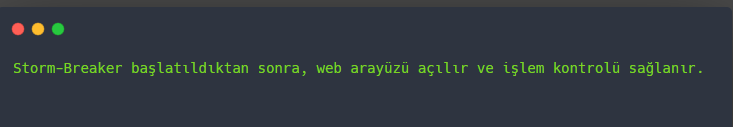 Storm-Breaker başlatıldıktan sonra, web arayüzü açılır ve işlem kontrolü sağlanır.